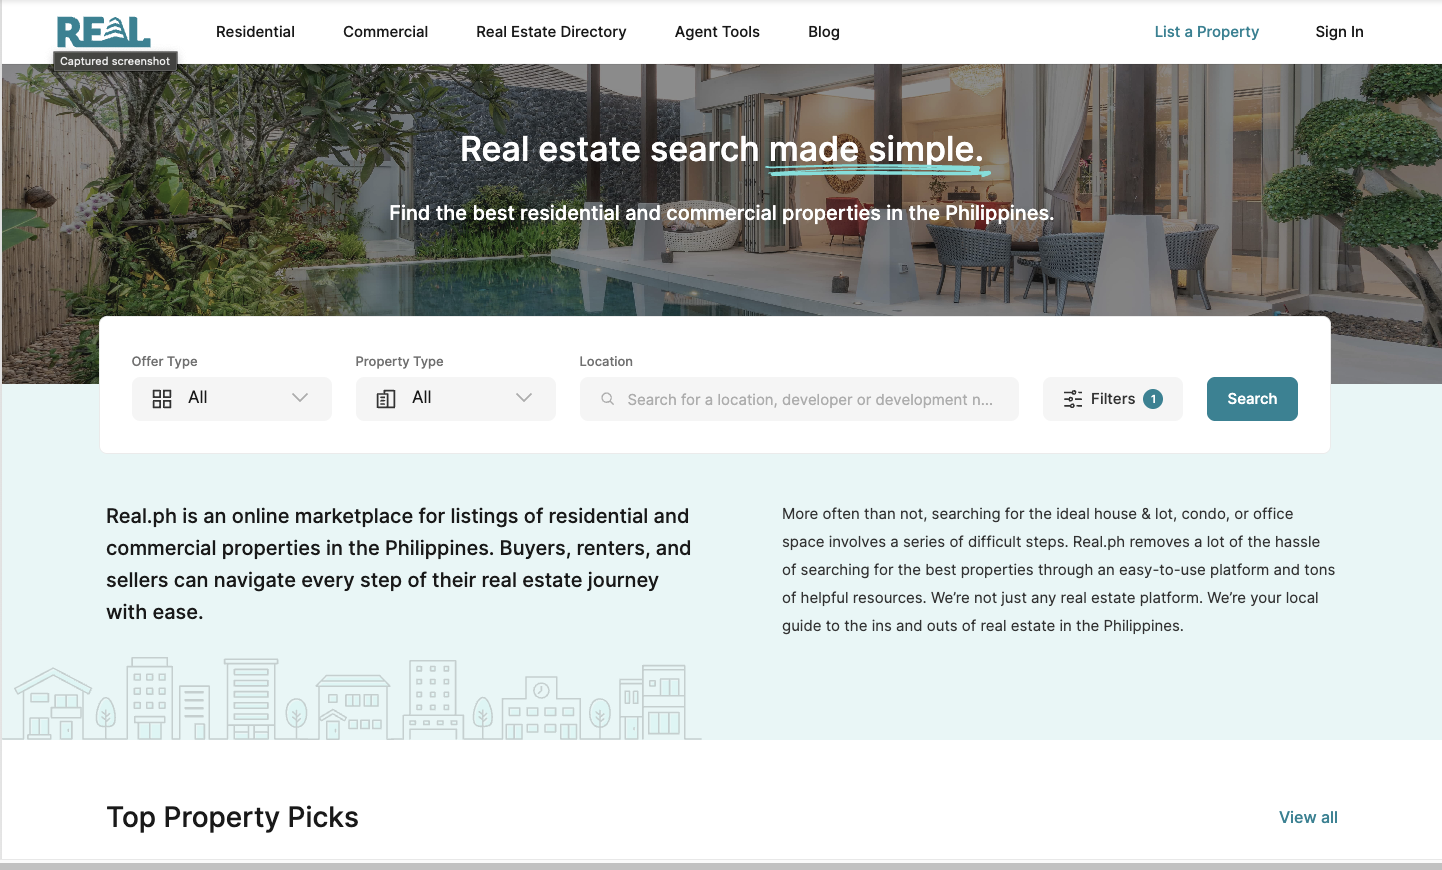 REAL
Residential
Commercial
Real Estate Directory
Agent Tools
Blog
List a Property
Sign In
Captured screenshot
Real estate search made simple.
Find the best residential and commercial properties in the Philippines.
Offer Type
Property Type
Location
All
All
Search for a location, developer or development n...
Filters
1
Search
Real.ph is an online marketplace for listings of residential and
commercial properties in the Philippines. Buyers, renters, and
sellers can navigate every step of their real estate journey
with ease.
More often than not, searching for the ideal house & lot, condo, or office
space involves a series of difficult steps. Real.ph removes a lot of the hassle
of searching for the best properties through an easy-to-use platform and tons
of helpful resources. We’re not just any real estate platform. We’re your local
guide to the ins and outs of real estate in the Philippines.
Top Property Picks
View all